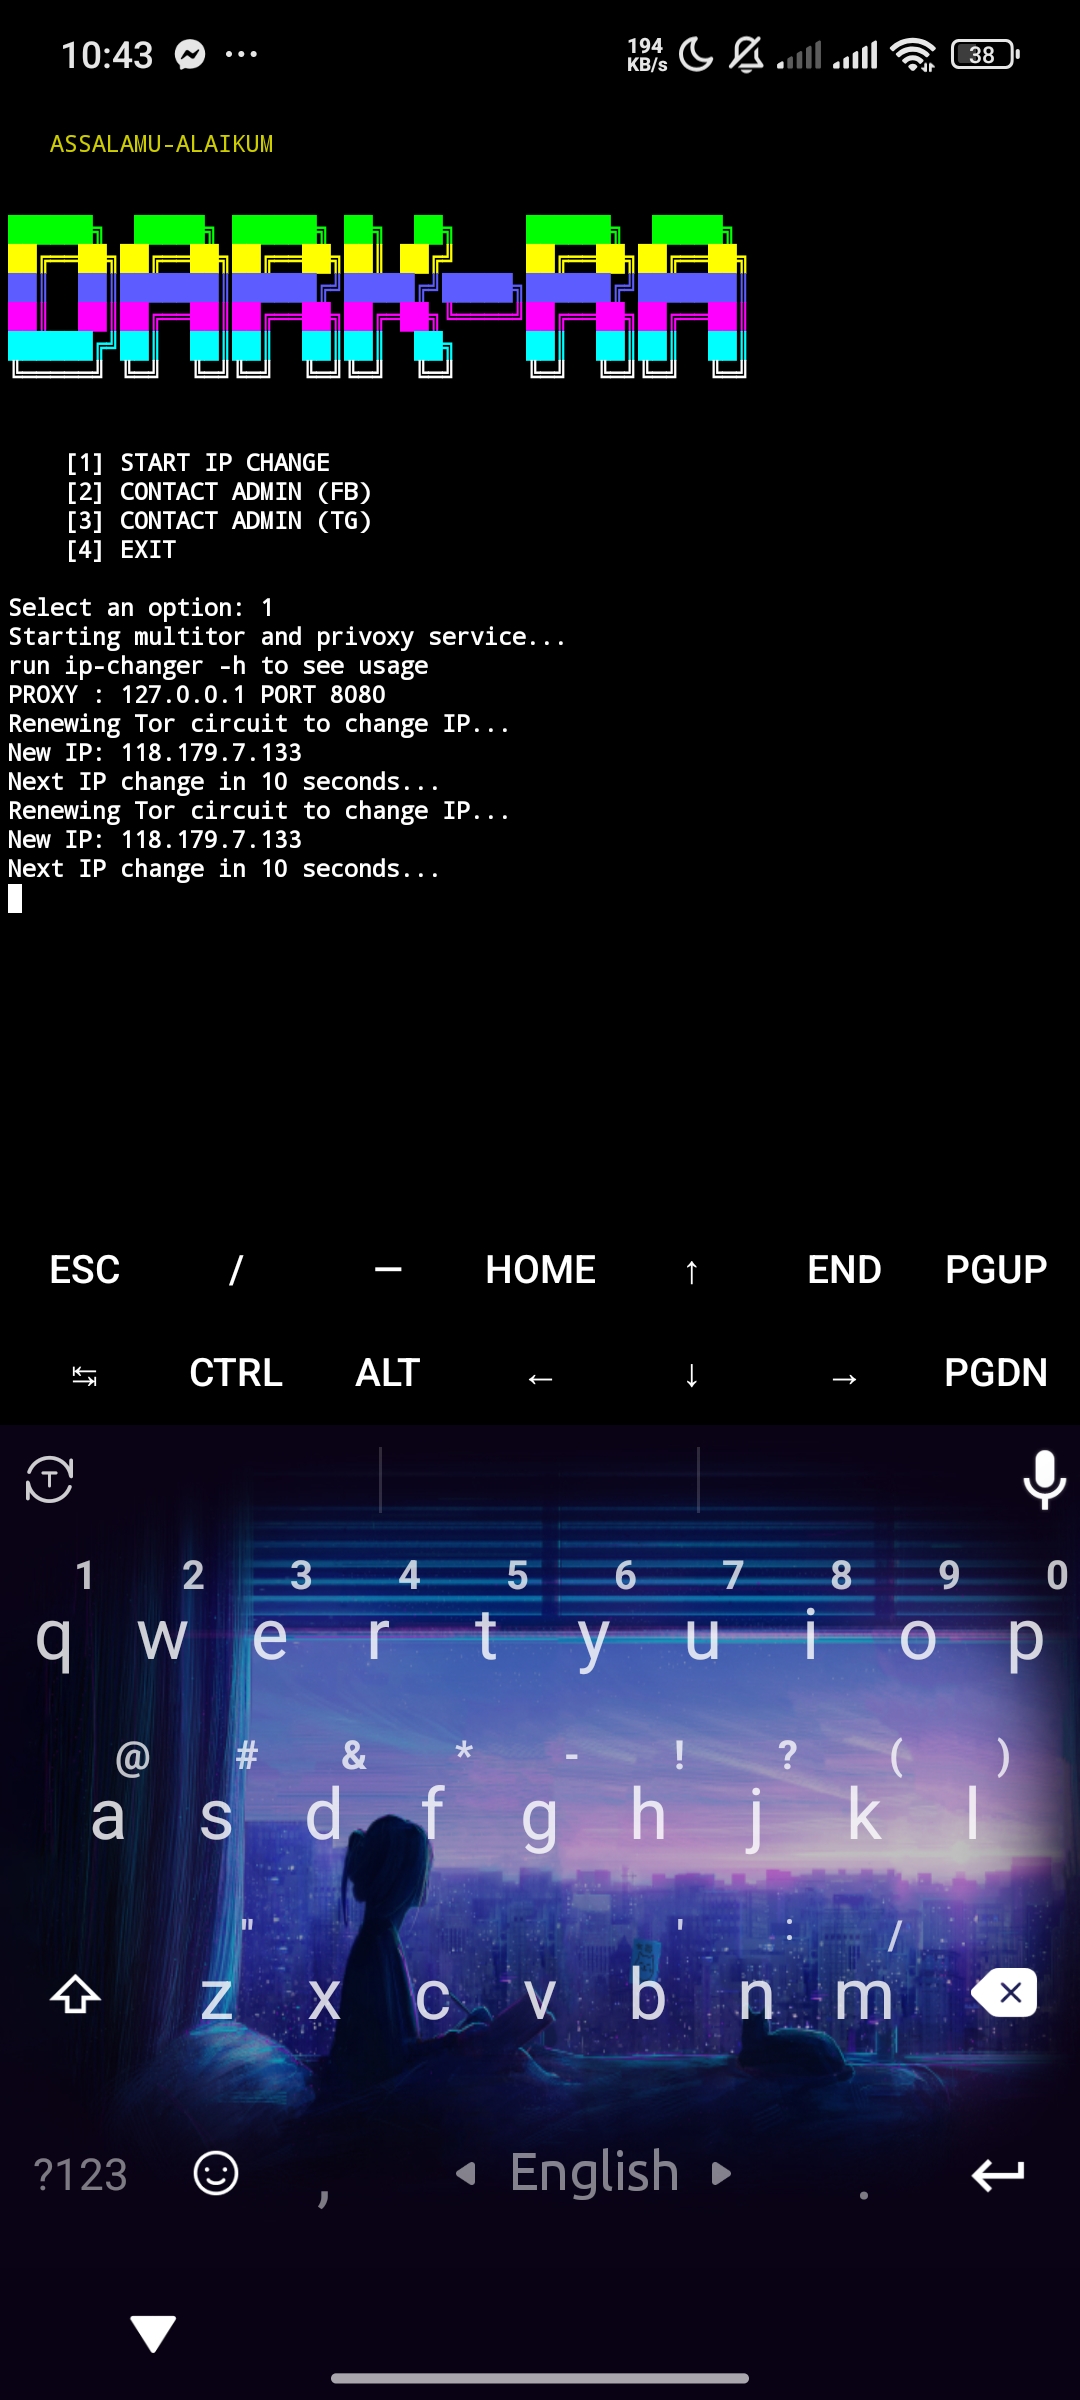 10:43 ... 194 KB/s 38
ASSALAMU-ALAIKUM
DARK-RA
[1] START IP CHANGE
[2] CONTACT ADMIN (FB)
[3] CONTACT ADMIN (TG)
[4] EXIT
Select an option: 1
Starting multitor and privoxy service...
run ip-changer -h to see usage
PROXY : 127.0.0.1 PORT 8080
Renewing Tor circuit to change IP...
New IP: 118.179.7.133
Next IP change in 10 seconds...
Renewing Tor circuit to change IP...
New IP: 118.179.7.133
Next IP change in 10 seconds...
ESC / — HOME ↑ END PGUP
↹ CTRL ALT ← ↓ → PGDN
T
1 2 3 4 5 6 7 8 9 0
q w e r t y u i o p
@ # & * - ! ? ( )
a s d f g h j k l
" ' : /
z x c v b n m
?123 , English .